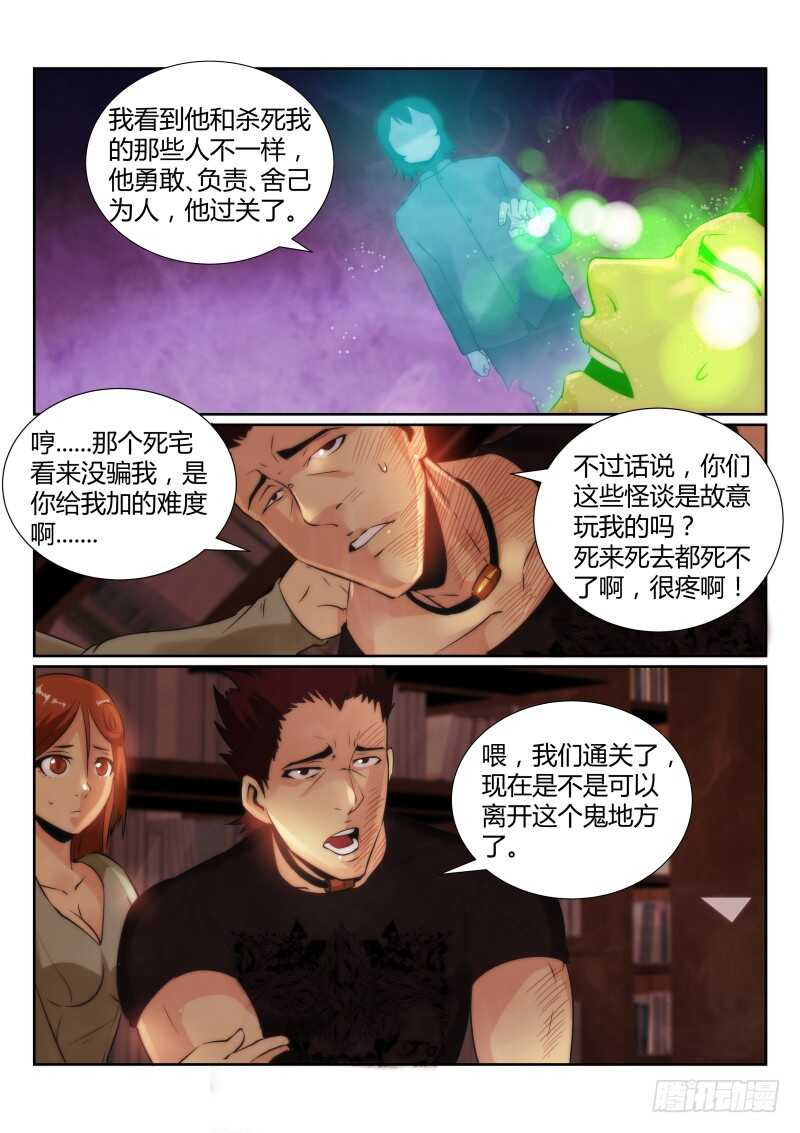 我看到他和杀死我
的那些人不一样，
他勇敢、负责、舍己
为人，他过关了。
哼......那个死宅
看来没骗我，是
你给我加的难度
啊.......
不过话说，你们
这些怪谈是故意
玩我的吗？
死来死去都死不
了啊，很疼啊！
喂，我们通关了，
现在是不是可以
离开这个鬼地方
了。
腾讯动漫